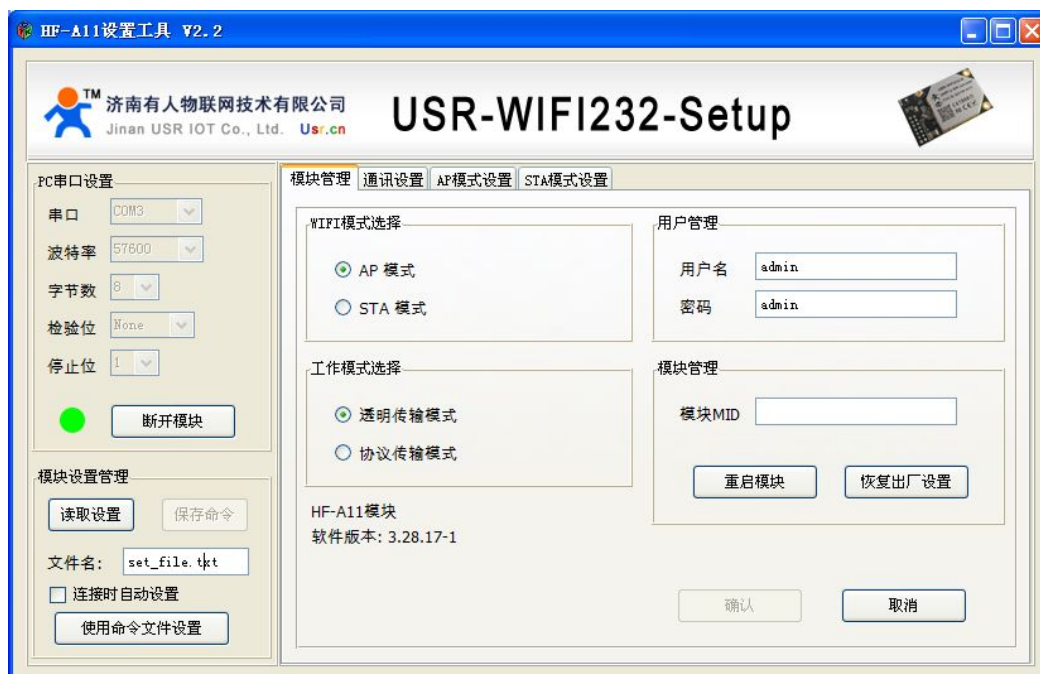 HF-A11设置工具 V2.2
TM
济南有人物联网技术有限公司
Jinan USR IOT Co., Ltd. Usr.cn
USR-WIFI232-Setup
PC串口设置
串口 COM3
波特率 57600
字节数 8
检验位 None
停止位 1
断开模块
模块设置管理
读取设置 保存命令
文件名: set_file.txt
连接时自动设置
使用命令文件设置
模块管理 通讯设置 AP模式设置 STA模式设置
WIFI模式选择
AP 模式
STA 模式
用户管理
用户名 admin
密码 admin
工作模式选择
透明传输模式
协议传输模式
模块管理
模块MID
重启模块 恢复出厂设置
HF-A11模块
软件版本: 3.28.17-1
确认 取消